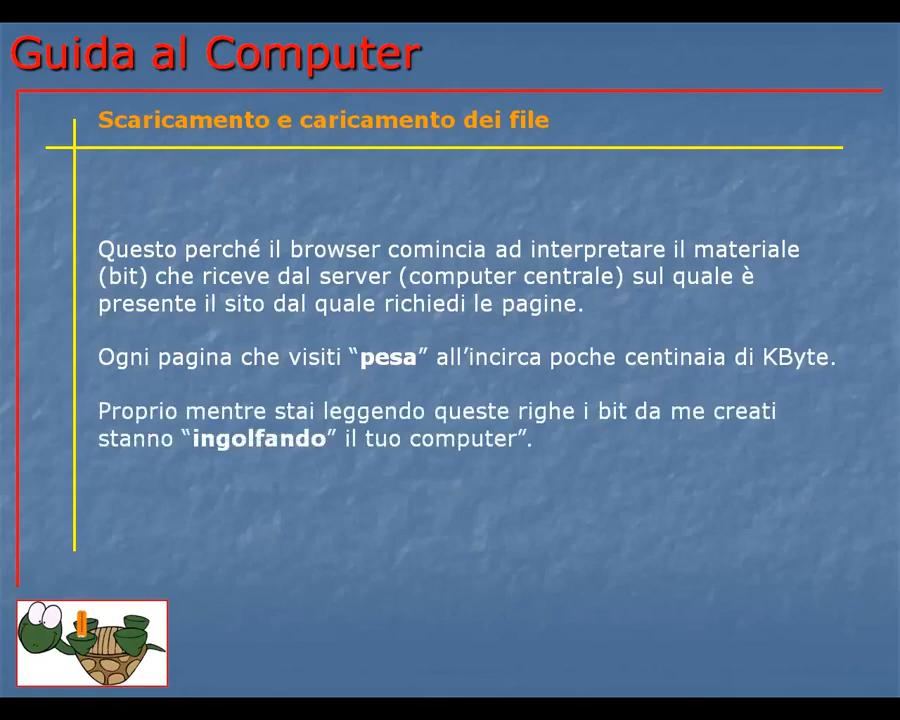 Guida al Computer
Scaricamento e caricamento dei file
Questo perché il browser comincia ad interpretare il materiale
(bit) che riceve dal server (computer centrale) sul quale è
presente il sito dal quale richiedi le pagine.
Ogni pagina che visiti “pesa” all’incirca poche centinaia di KByte.
Proprio mentre stai leggendo queste righe i bit da me creati
stanno “ingolfando” il tuo computer”.